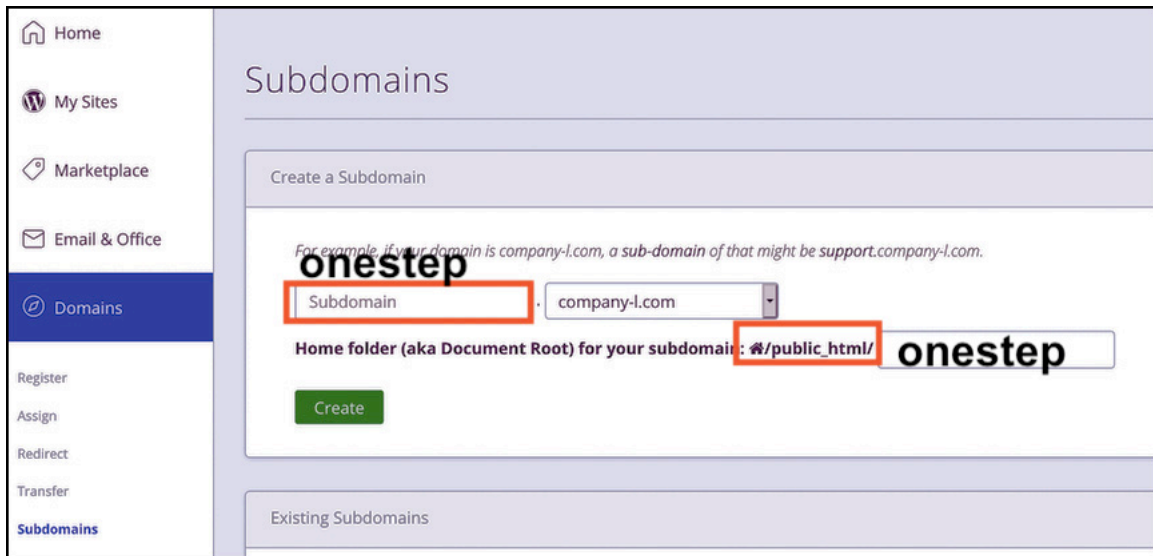 Home
My Sites
Marketplace
Email & Office
Domains
Register
Assign
Redirect
Transfer
Subdomains
Subdomains
Create a Subdomain
For example, if your domain is company-l.com, a sub-domain of that might be support.company-l.com.
onestep
Subdomain . company-l.com
Home folder (aka Document Root) for your subdomain: /public_html/ onestep
Create
Existing Subdomains